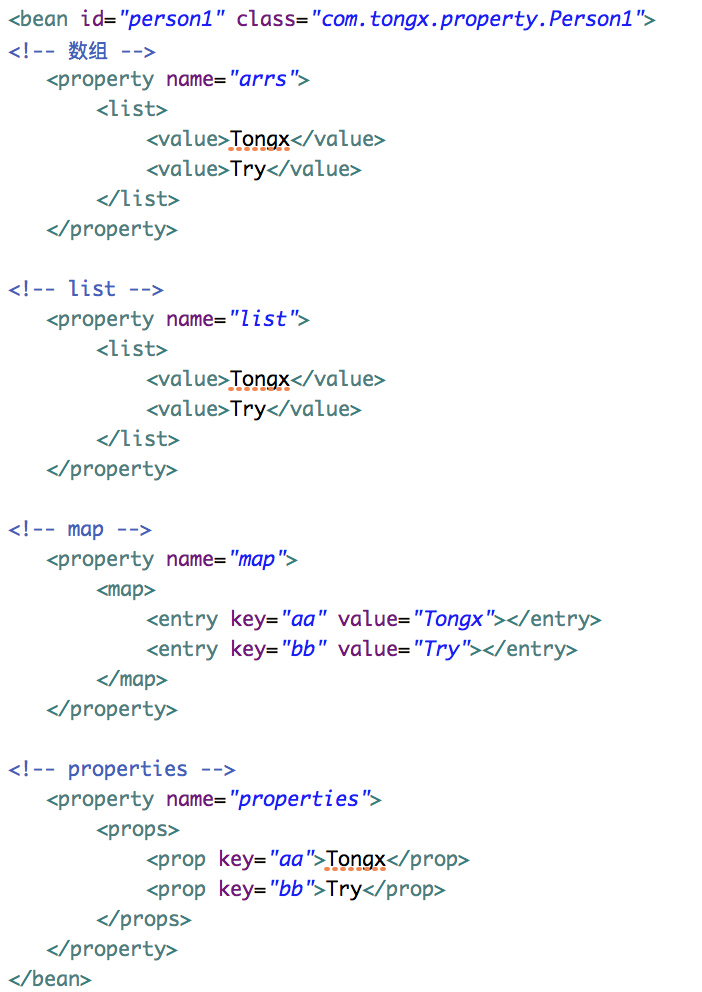 <bean id="person1" class="com.tongx.property.Person1">
<!-- 数组 -->
<property name="arrs">
<list>
<value>Tongx</value>
<value>Try</value>
</list>
</property>
<!-- list -->
<property name="list">
<list>
<value>Tongx</value>
<value>Try</value>
</list>
</property>
<!-- map -->
<property name="map">
<map>
<entry key="aa" value="Tongx"></entry>
<entry key="bb" value="Try"></entry>
</map>
</property>
<!-- properties -->
<property name="properties">
<props>
<prop key="aa">Tongx</prop>
<prop key="bb">Try</prop>
</props>
</property>
</bean>